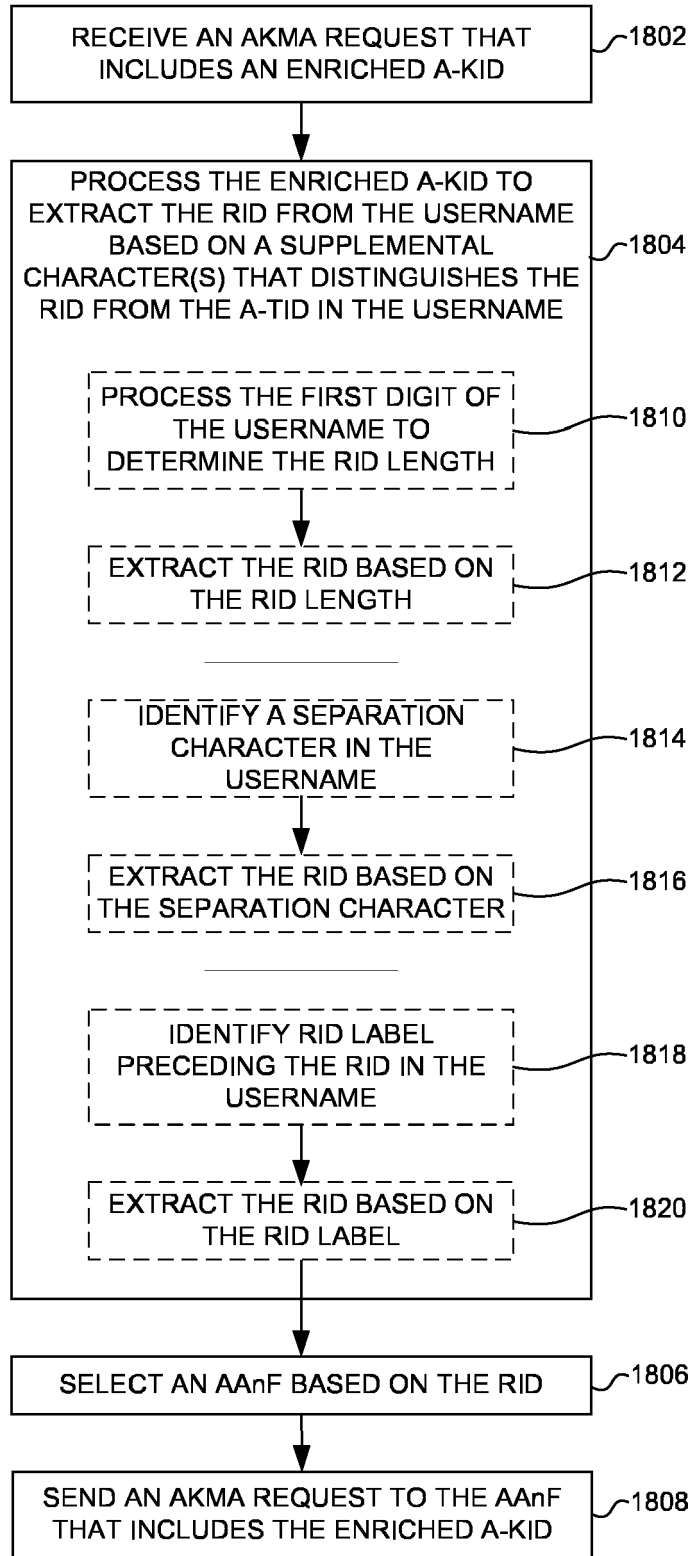 RECEIVE AN AKMA REQUEST THAT
INCLUDES AN ENRICHED A-KID
1802
PROCESS THE ENRICHED A-KID TO
EXTRACT THE RID FROM THE USERNAME
BASED ON A SUPPLEMENTAL
CHARACTER(S) THAT DISTINGUISHES THE
RID FROM THE A-TID IN THE USERNAME
1804
PROCESS THE FIRST DIGIT OF
THE USERNAME TO
DETERMINE THE RID LENGTH
1810
EXTRACT THE RID BASED ON
THE RID LENGTH
1812
IDENTIFY A SEPARATION
CHARACTER IN THE
USERNAME
1814
EXTRACT THE RID BASED ON
THE SEPARATION CHARACTER
1816
IDENTIFY RID LABEL
PRECEDING THE RID IN THE
USERNAME
1818
EXTRACT THE RID BASED ON
THE RID LABEL
1820
SELECT AN AAnF BASED ON THE RID
1806
SEND AN AKMA REQUEST TO THE AAnF
THAT INCLUDES THE ENRICHED A-KID
1808